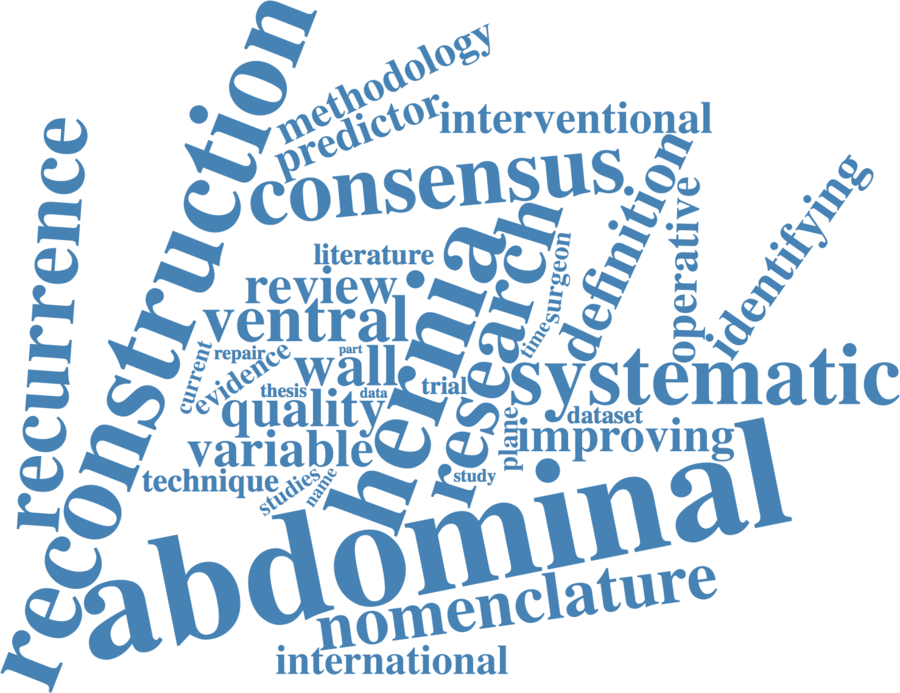 methodology
predictor
interventional
reconstruction
recurrence
consensus
definition
operative
identifying
literature
hernia
research
surgeon
review
ventral
time
current
repair
evidence
part
wall
systematic
thesis
data
trial
quality
dataset
variable
plane
improving
technique
studies
name
study
abdominal
nomenclature
international